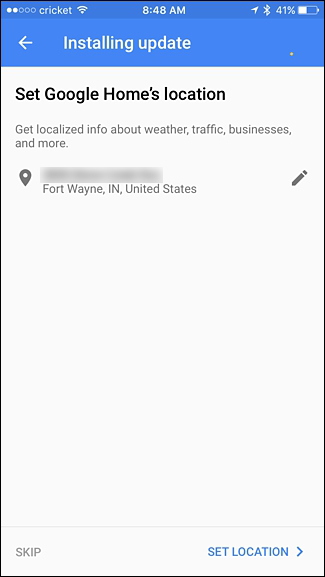 cricket 8:48 AM 41%
Installing update
Set Google Home's location
Get localized info about weather, traffic, businesses,
and more.
Fort Wayne, IN, United States
SKIP SET LOCATION